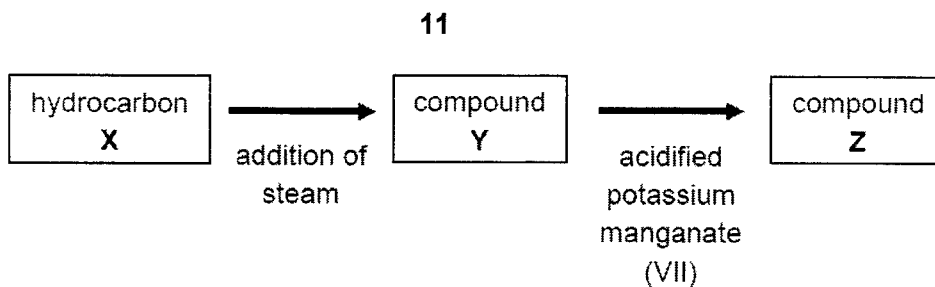 11
hydrocarbon
X
addition of
steam
compound
Y
acidified
potassium
manganate
(VII)
compound
Z